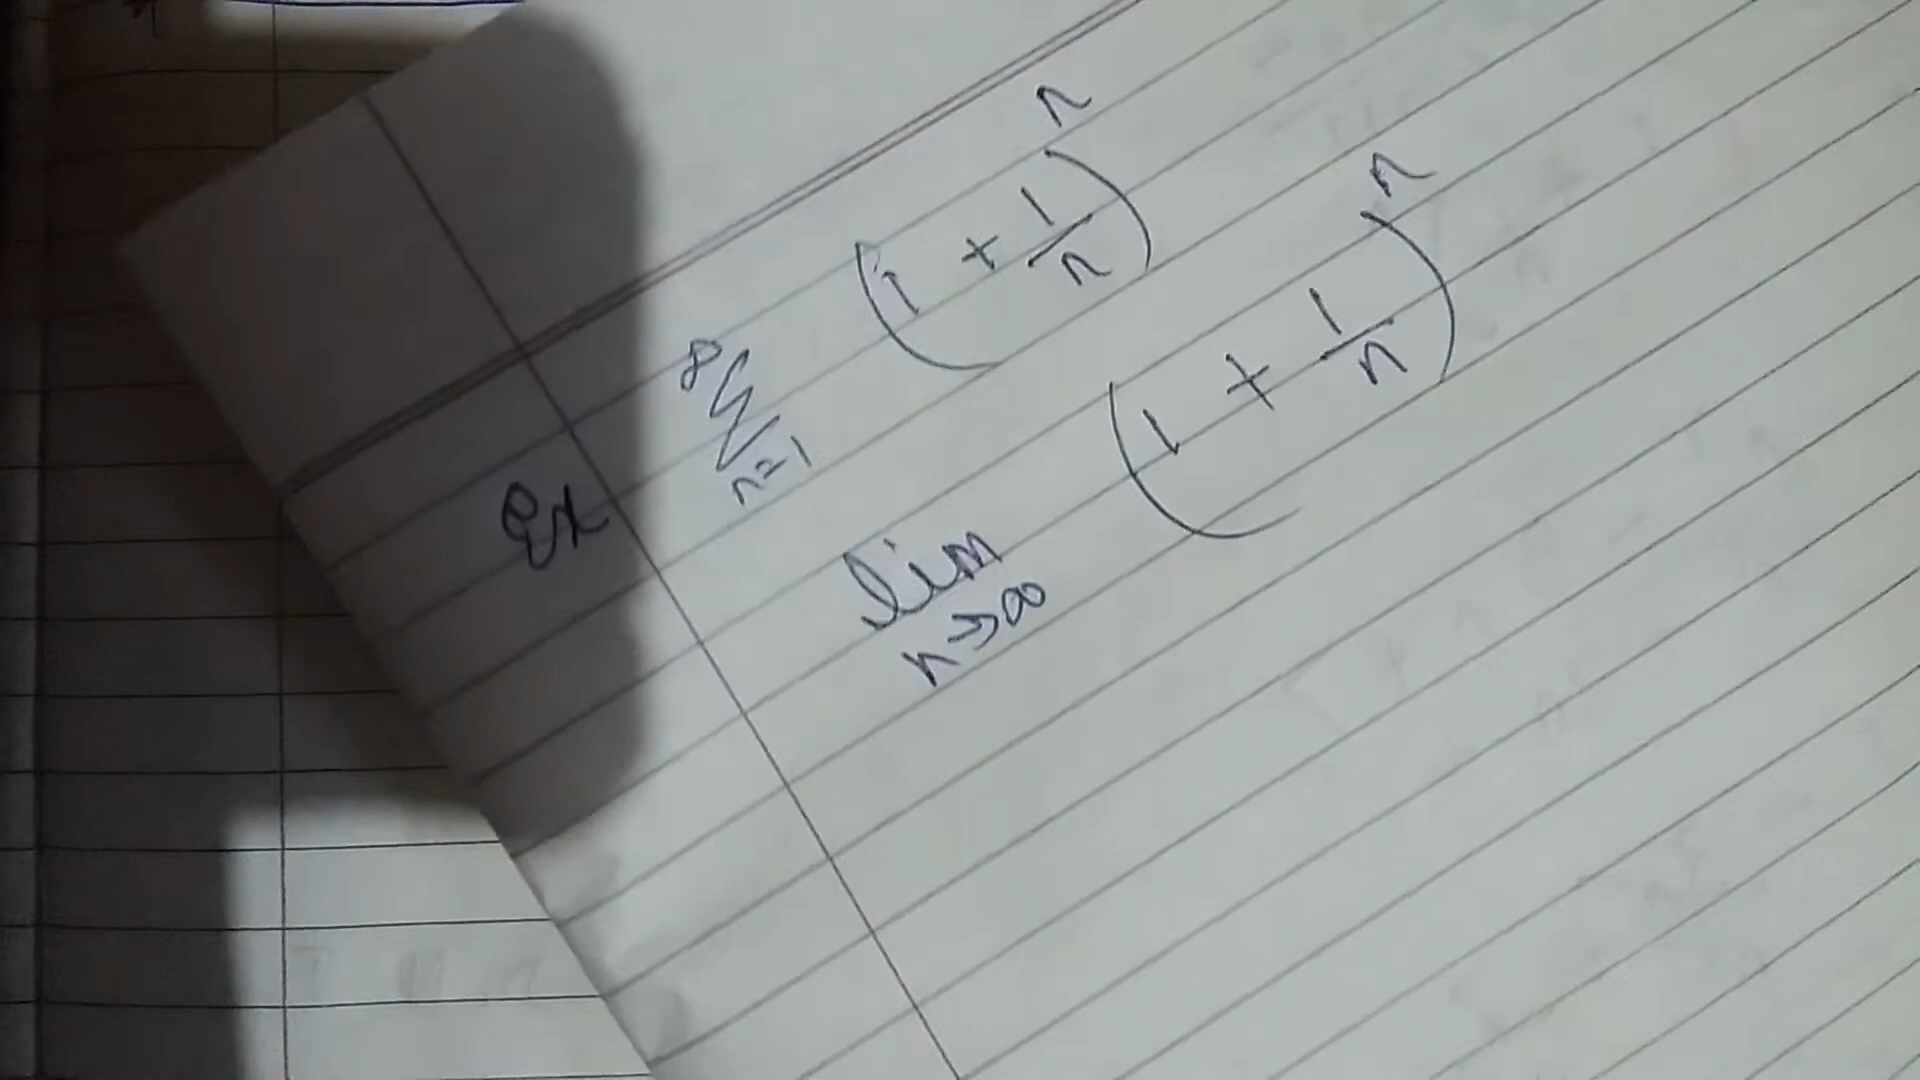 Ex ∞ Σ n=1 (1 + 1/n)^n
lim n→∞ (1 + 1/n)^n